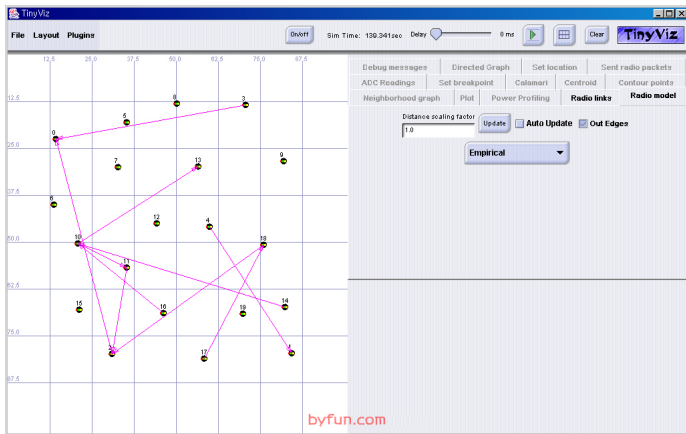 TinyViz
File Layout Plugins On/off Sim Time: 139.341sec Delay 0 ms Clear TinyViz
12,5 25,0 37,5 50,0 62,5 75,0 87,5
Debug messages Directed Graph Set location Sent radio packets
ADC Readings Set breakpoint Calamari Centroid Contour points
Neighborhood graph Plot Power Profiling Radio links Radio model
Distance scaling factor
1.0
Update Auto Update Out Edges
Empirical
12,5
8
3
5
0
25,0
13
7
9
37,5
6
12
4
50,0
10
18
11
62,5
15
16
19
14
75,0
2
17
1
87,5
byfun.com